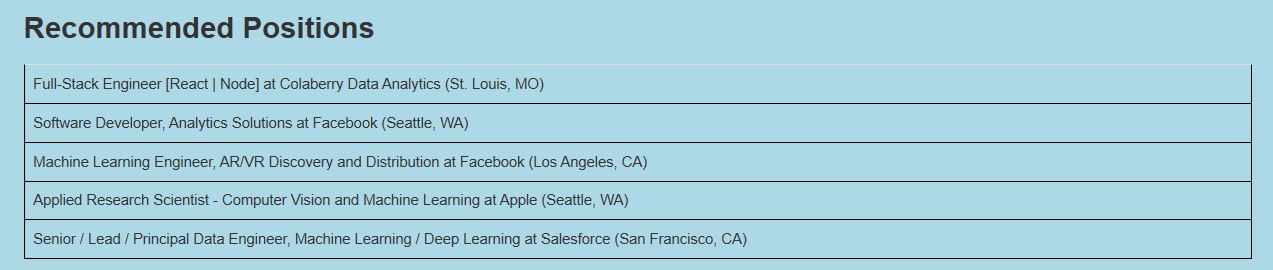 Recommended Positions
Full-Stack Engineer [React | Node] at Colaberry Data Analytics (St. Louis, MO)
Software Developer, Analytics Solutions at Facebook (Seattle, WA)
Machine Learning Engineer, AR/VR Discovery and Distribution at Facebook (Los Angeles, CA)
Applied Research Scientist - Computer Vision and Machine Learning at Apple (Seattle, WA)
Senior / Lead / Principal Data Engineer, Machine Learning / Deep Learning at Salesforce (San Francisco, CA)